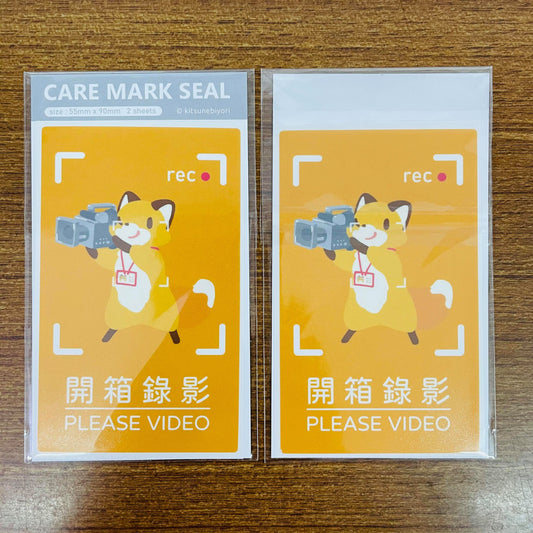 CARE MARK SEAL
size : 55mm x 90mm 2 sheets
© kitsunebiyori
rec
開箱錄影
PLEASE VIDEO
rec
開箱錄影
PLEASE VIDEO